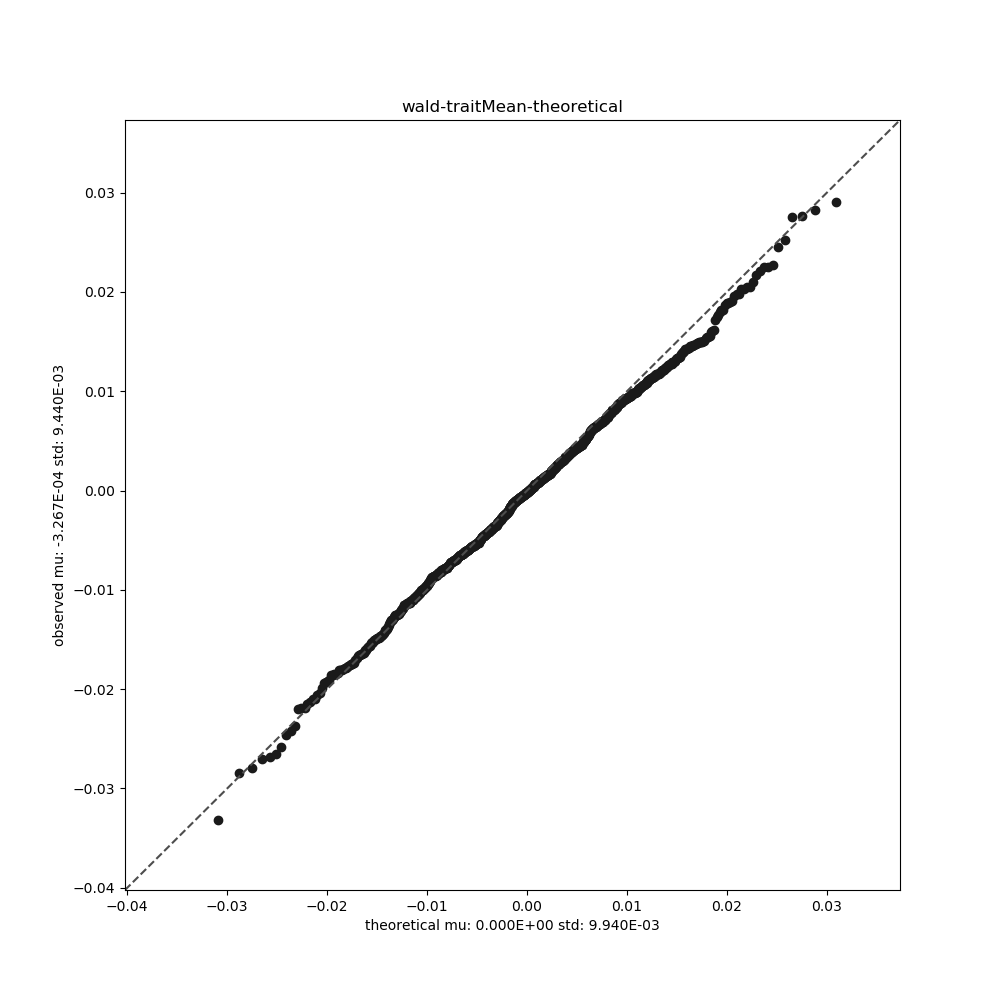 wald-traitMean-theoretical
0.03
0.02
0.01
0.00
−0.01
−0.02
−0.03
−0.04
observed mu: -3.267E-04 std: 9.440E-03
−0.04 −0.03 −0.02 −0.01 0.00 0.01 0.02 0.03
theoretical mu: 0.000E+00 std: 9.940E-03